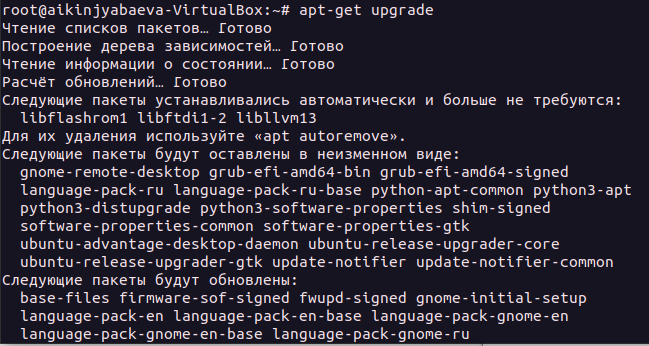 root@aikinjyabaeva-VirtualBox:~# apt-get upgrade
Чтение списков пакетов… Готово
Построение дерева зависимостей… Готово
Чтение информации о состоянии… Готово
Расчёт обновлений… Готово
Следующие пакеты устанавливались автоматически и больше не требуются:
  libflashrom1 libftdi1-2 libllvm13
Для их удаления используйте «apt autoremove».
Следующие пакеты будут оставлены в неизменном виде:
  gnome-remote-desktop grub-efi-amd64-bin grub-efi-amd64-signed
  language-pack-ru language-pack-ru-base python-apt-common python3-apt
  python3-distupgrade python3-software-properties shim-signed
  software-properties-common software-properties-gtk
  ubuntu-advantage-desktop-daemon ubuntu-release-upgrader-core
  ubuntu-release-upgrader-gtk update-notifier update-notifier-common
Следующие пакеты будут обновлены:
  base-files firmware-sof-signed fwupd-signed gnome-initial-setup
  language-pack-en language-pack-en-base language-pack-gnome-en
  language-pack-gnome-en-base language-pack-gnome-ru